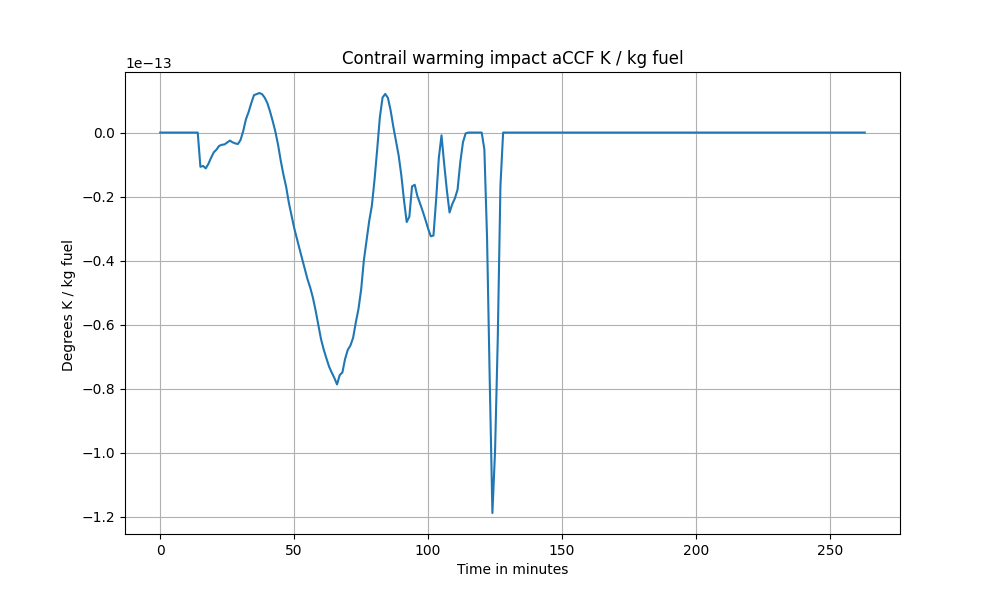 Contrail warming impact aCCF K / kg fuel
1e−13
0.0
−0.2
−0.4
−0.6
−0.8
−1.0
−1.2
Degrees K / kg fuel
0 50 100 150 200 250
Time in minutes